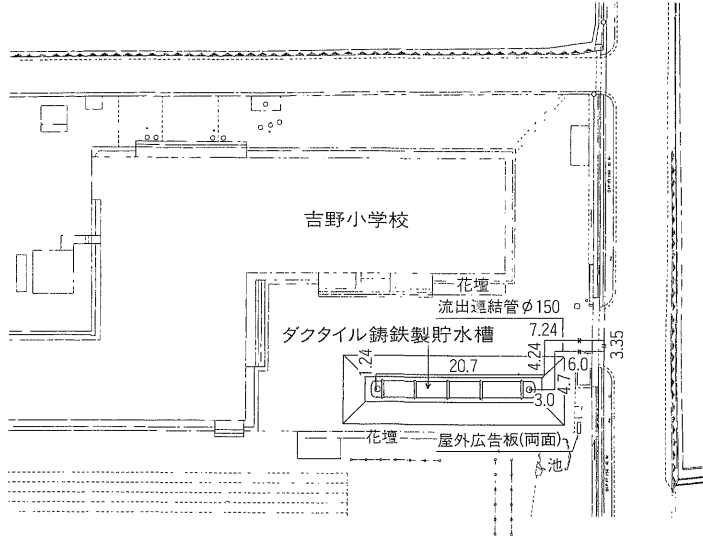 吉野小学校
花壇
流出連結管φ150
ダクタイル鋳鉄製貯水槽
7.24
1.24
20.7
4.24
6.0
3.35
4.7
3.0
花壇
屋外広告板(両面)
池